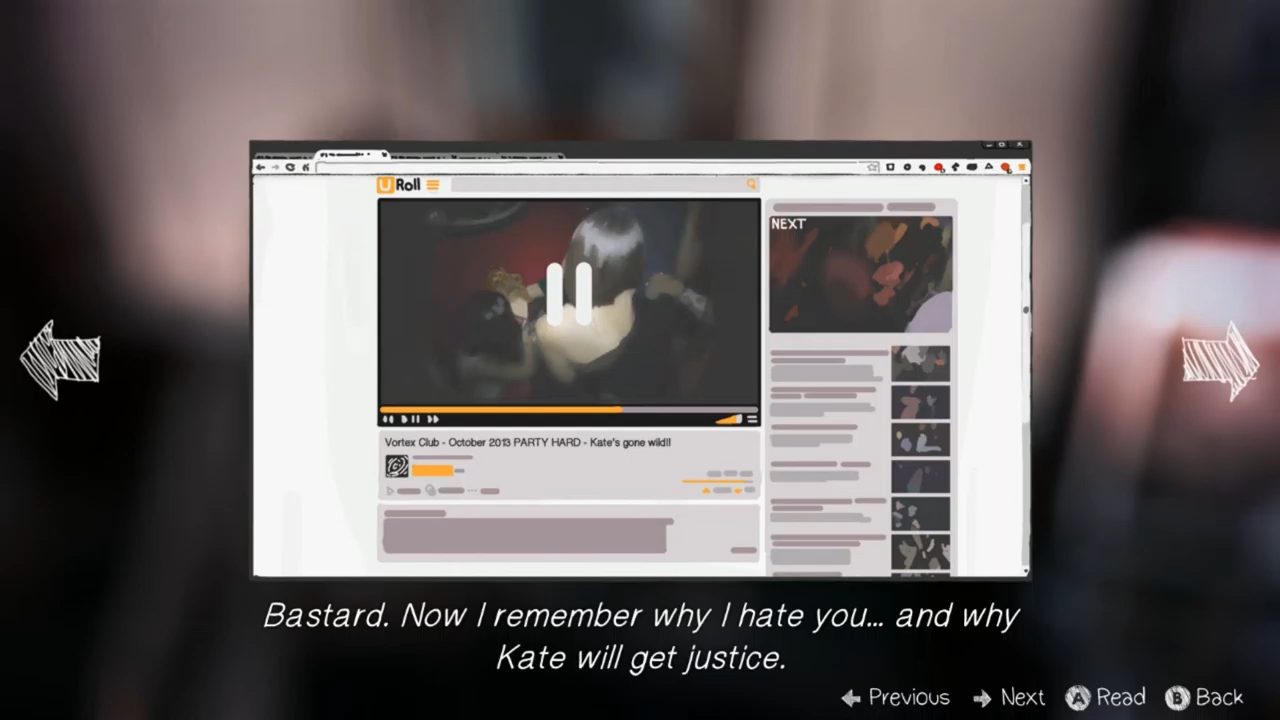 U Roll
NEXT
Vortex Club - October 2013 PARTY HARD - Kate's gone wild!!
Bastard. Now I remember why I hate you... and why
Kate will get justice.
Previous Next A Read B Back